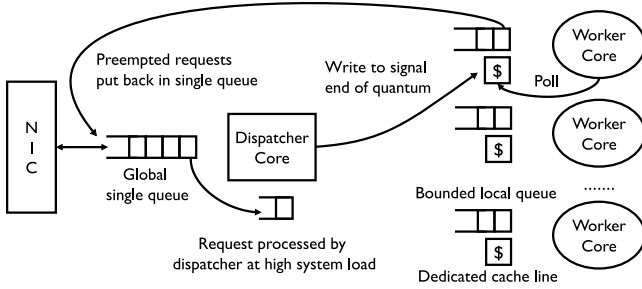 Preempted requests
put back in single queue
Write to signal
end of quantum
$
Poll
Worker
Core
N
I
C
Global
single queue
Dispatcher
Core
$
Worker
Core
Request processed by
dispatcher at high system load
Bounded local queue
.......
$
Worker
Core
Dedicated cache line